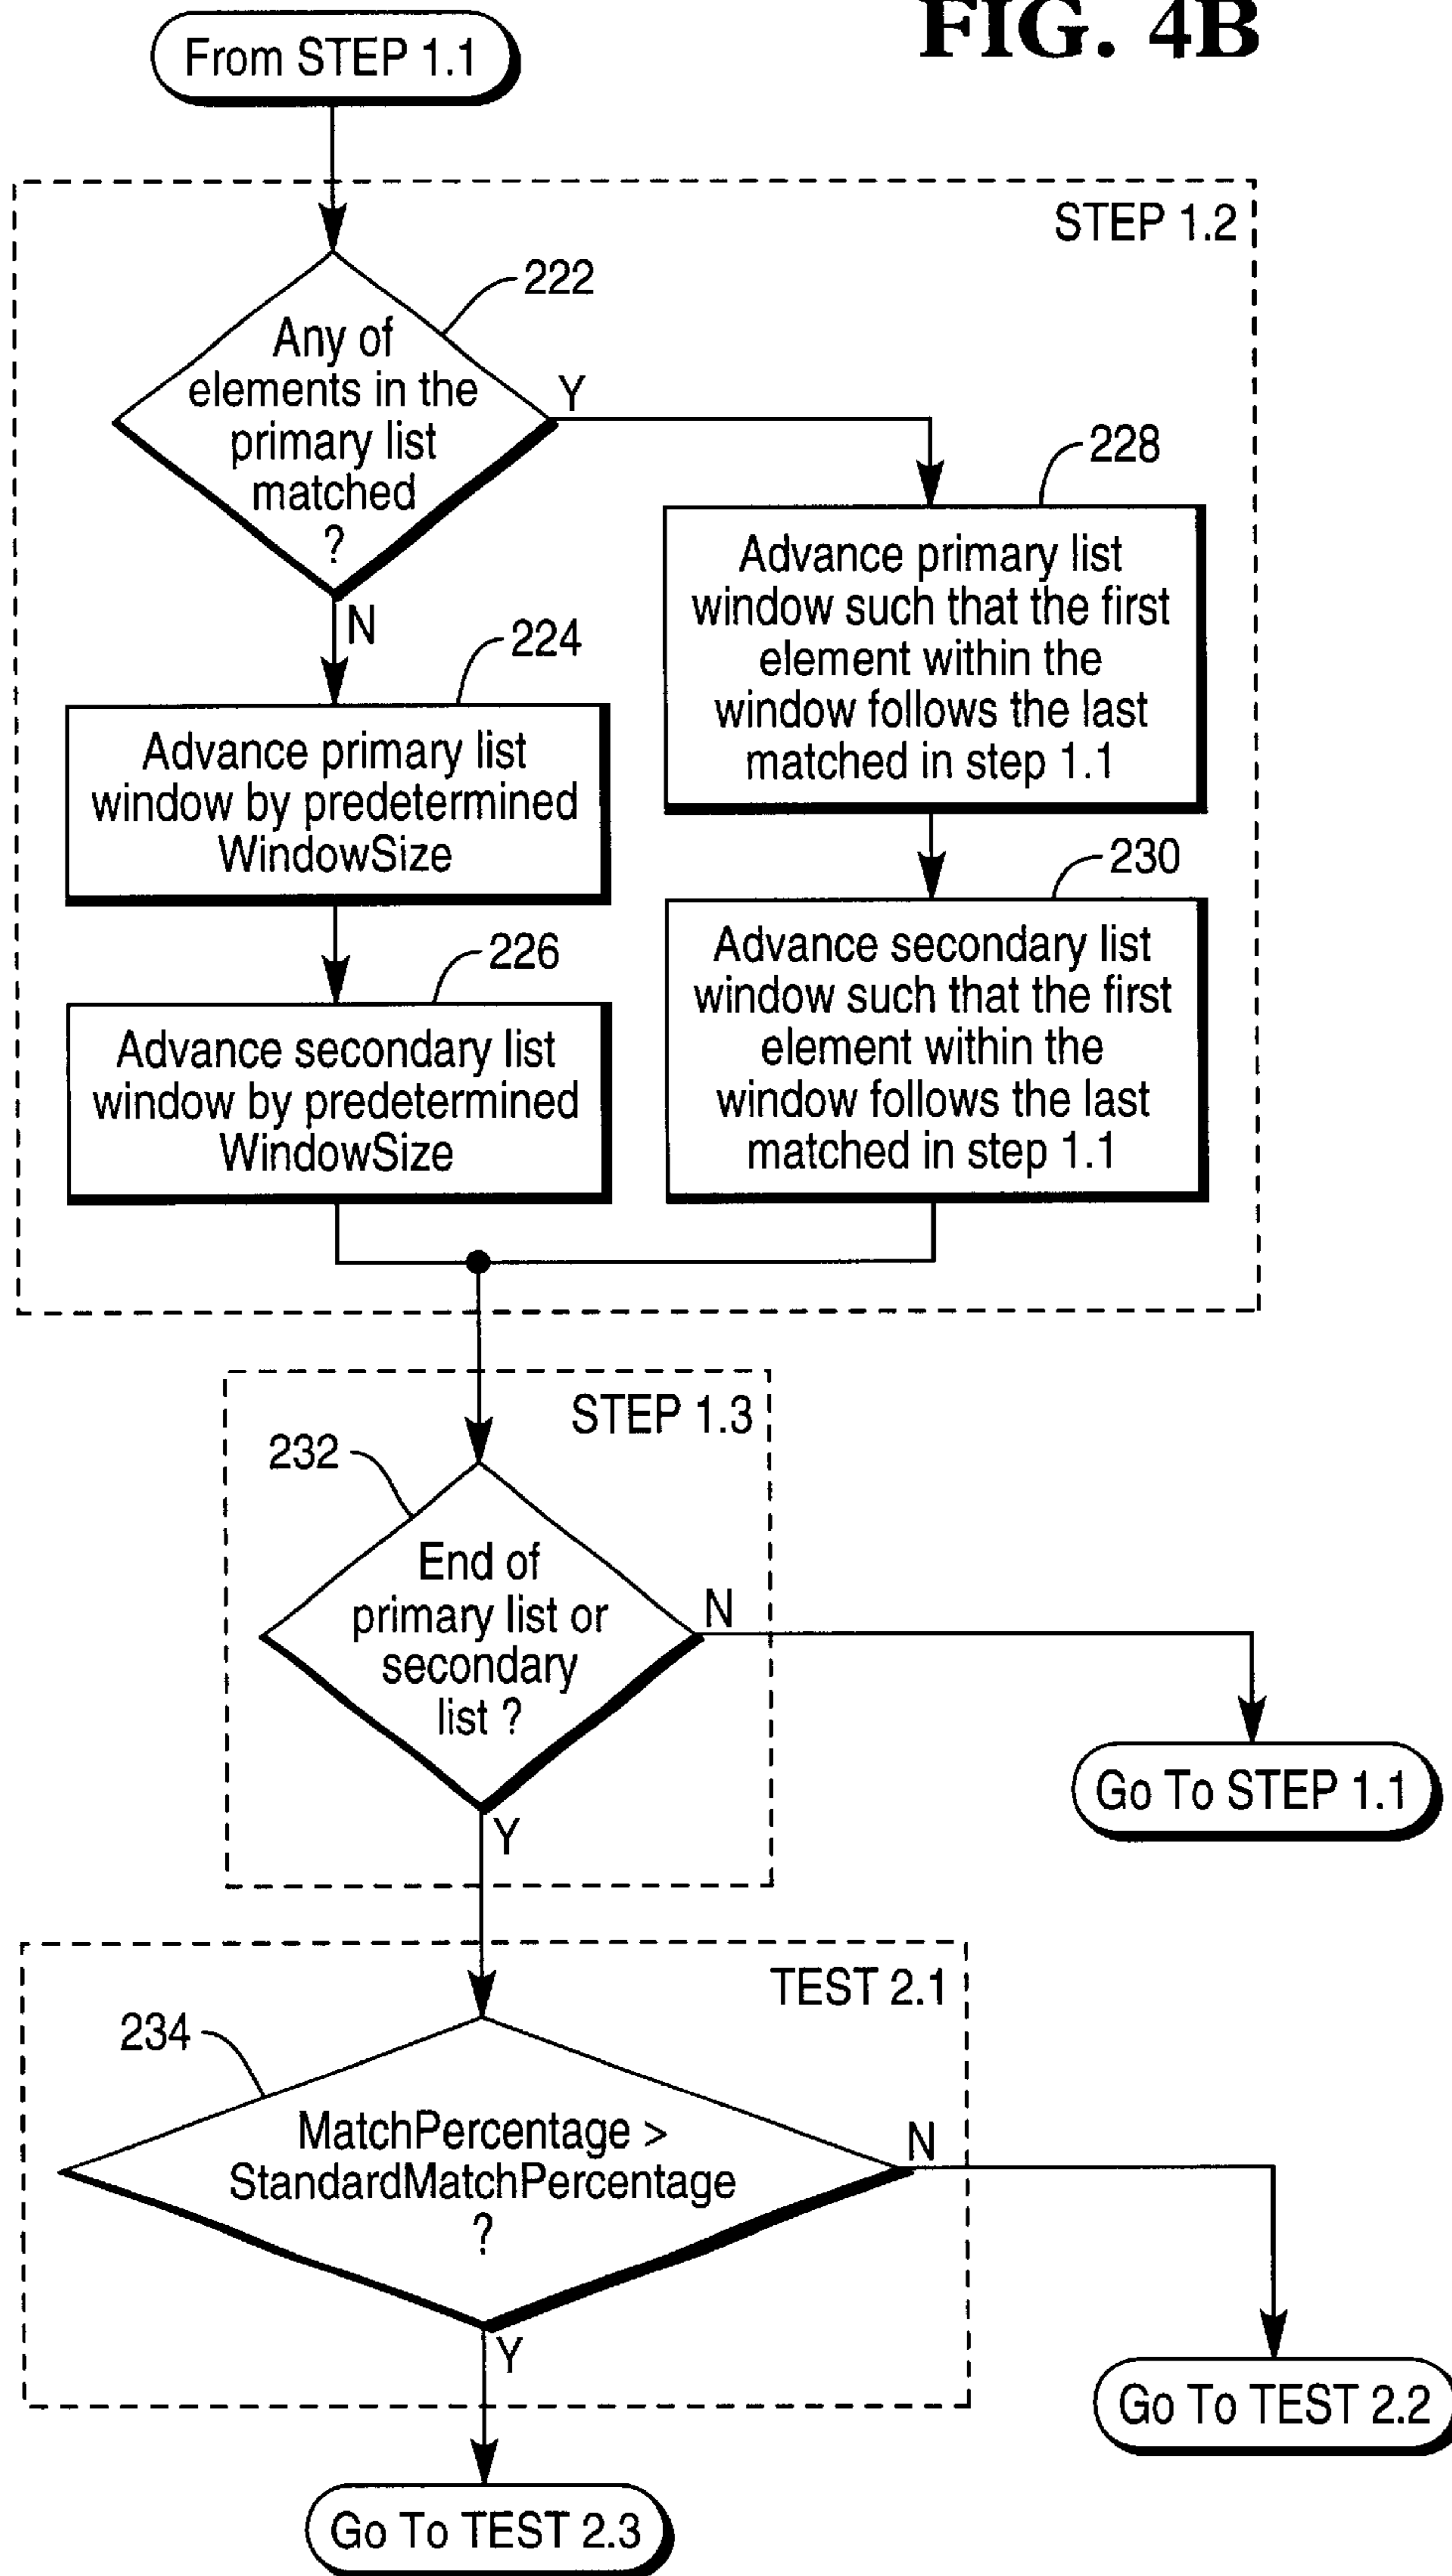 FIG. 4B
From STEP 1.1
STEP 1.2
222
Any of
elements in the
primary list
matched
?
Y
N
228
Advance primary list
window such that the first
element within the
window follows the last
matched in step 1.1
224
Advance primary list
window by predetermined
WindowSize
230
Advance secondary list
window such that the first
element within the
window follows the last
matched in step 1.1
226
Advance secondary list
window by predetermined
WindowSize
STEP 1.3
232
End of
primary list or
secondary
list ?
N
Go To STEP 1.1
Y
TEST 2.1
234
MatchPercentage >
StandardMatchPercentage
?
N
Go To TEST 2.2
Y
Go To TEST 2.3